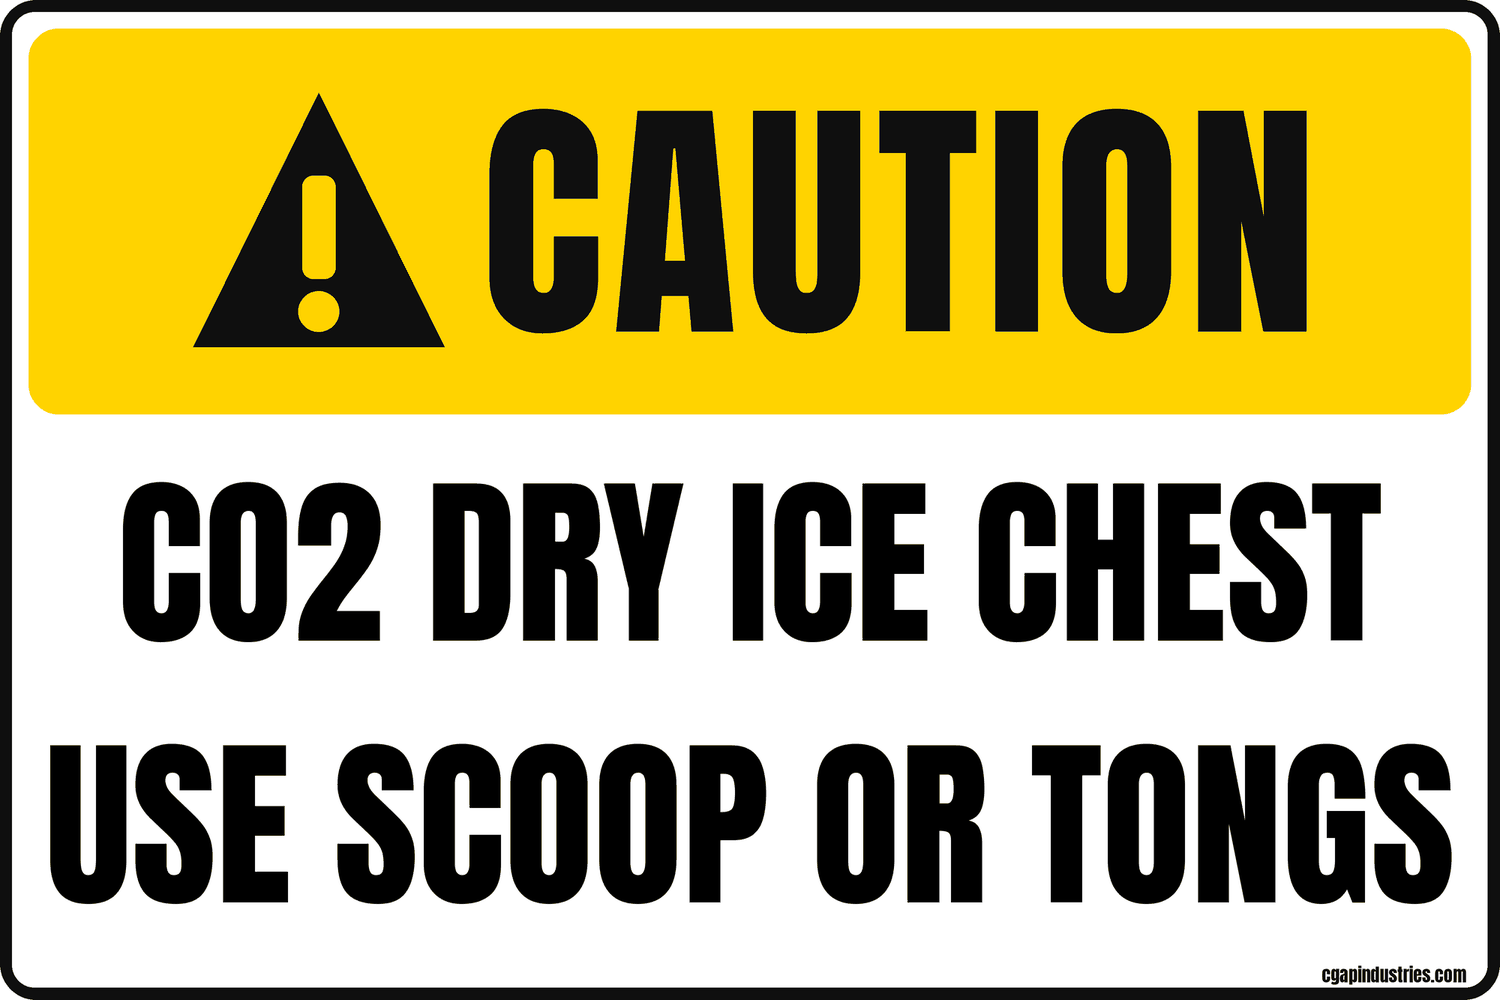 CAUTION
CO2 DRY ICE CHEST
USE SCOOP OR TONGS
cgapindustries.com